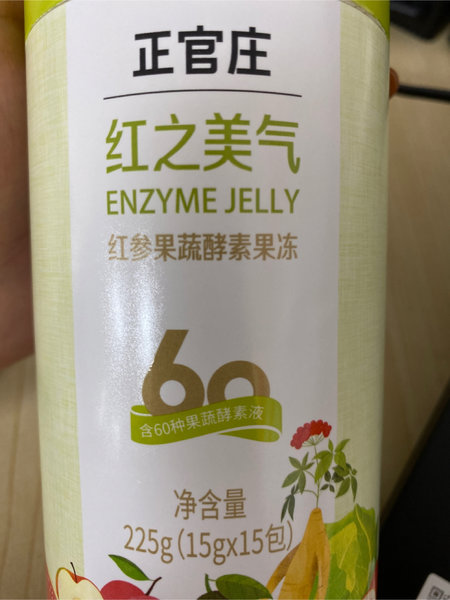 正官庄
红之美气
ENZYME JELLY
红参果蔬酵素果冻
60
含60种果蔬酵素液
净含量
225g(15gx15包)